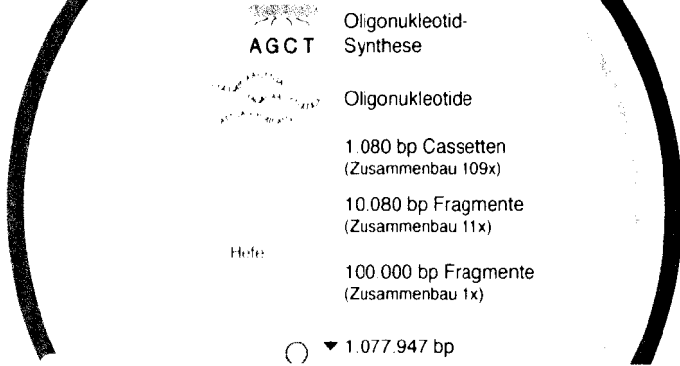 Oligonukleotid-
AGCT Synthese
Oligonukleotide
1.080 bp Cassetten
(Zusammenbau 109x)
10.080 bp Fragmente
(Zusammenbau 11x)
Hefe
100 000 bp Fragmente
(Zusammenbau 1x)
1.077.947 bp